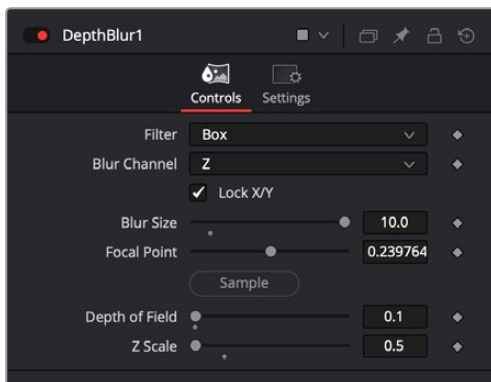 DepthBlur1
Controls Settings
Filter Box
Blur Channel Z
Lock X/Y
Blur Size 10.0
Focal Point 0.239764
Sample
Depth of Field 0.1
Z Scale 0.5